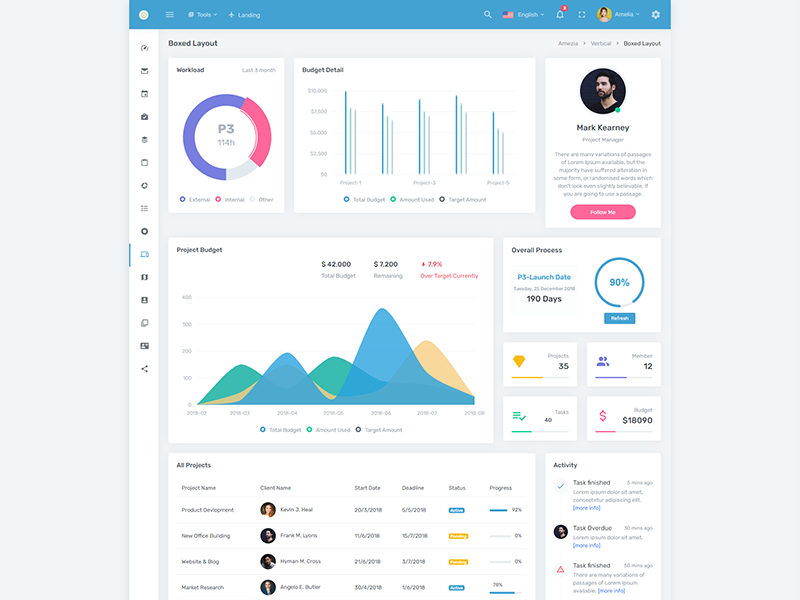 Tools
Landing
English
2
Amelia
Boxed Layout
Amezia > Vertical > Boxed Layout
Workload
Last 3 month
P3
114h
External
Internal
Other
Budget Detail
$10,000
$7,500
$5,000
$2,500
$0
Project-1
Project-3
Project-5
Total Budget
Amount Used
Target Amount
Mark Kearney
Project Manager
There are many variations of passages
of Lorem Ipsum available, but the
majority have suffered alteration in
some form, or randomised words which
don't look even slightly believable. If
you are going to use a passage.
Follow Me
Project Budget
$ 42,000
Total Budget
$ 7,200
Remaining
7.9%
Over Target Currently
400
300
200
100
0
2018-02
2018-03
2018-04
2018-05
2018-06
2018-07
2018-08
Total Budget
Amount Used
Target Amount
Overall Process
P3-Launch Date
Tuesday, 25 December 2018
190 Days
90%
Refresh
Projects
35
Member
12
Tasks
40
Budget
$18090
All Projects
Project Name Client Name Start Date Deadline Status Progress
Product Devlopment Kevin J. Heal 20/3/2018 5/5/2018 Active 92%
New Office Building Frank M. Lyons 11/6/2018 15/7/2018 Pending 0%
Website & Blog Hyman M. Cross 21/6/2018 3/7/2018 Pending 0%
Market Research Angelo E. Butler 30/4/2018 1/6/2018 Active 78%
Activity
Task finished 5 mins ago
Lorem ipsum dolor sit amet,
consectetur adipisicing elit.
[more info]
Task Overdue 30 mins ago
Lorem ipsum dolor sit amet.
[more info]
Task finished 50 mins ago
There are many variations of
passages of Lorem Ipsum
available. [more info]